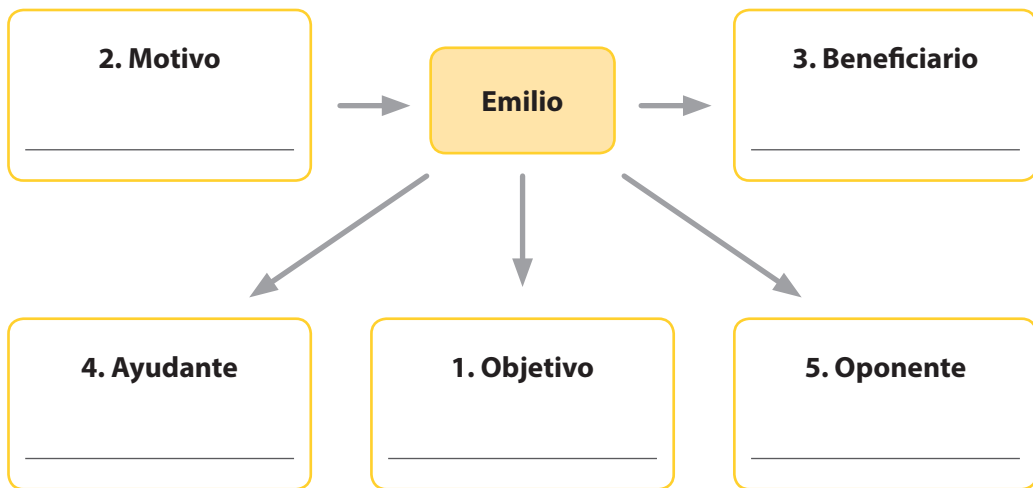 2. Motivo
Emilio
3. Beneficiario
4. Ayudante
1. Objetivo
5. Oponente